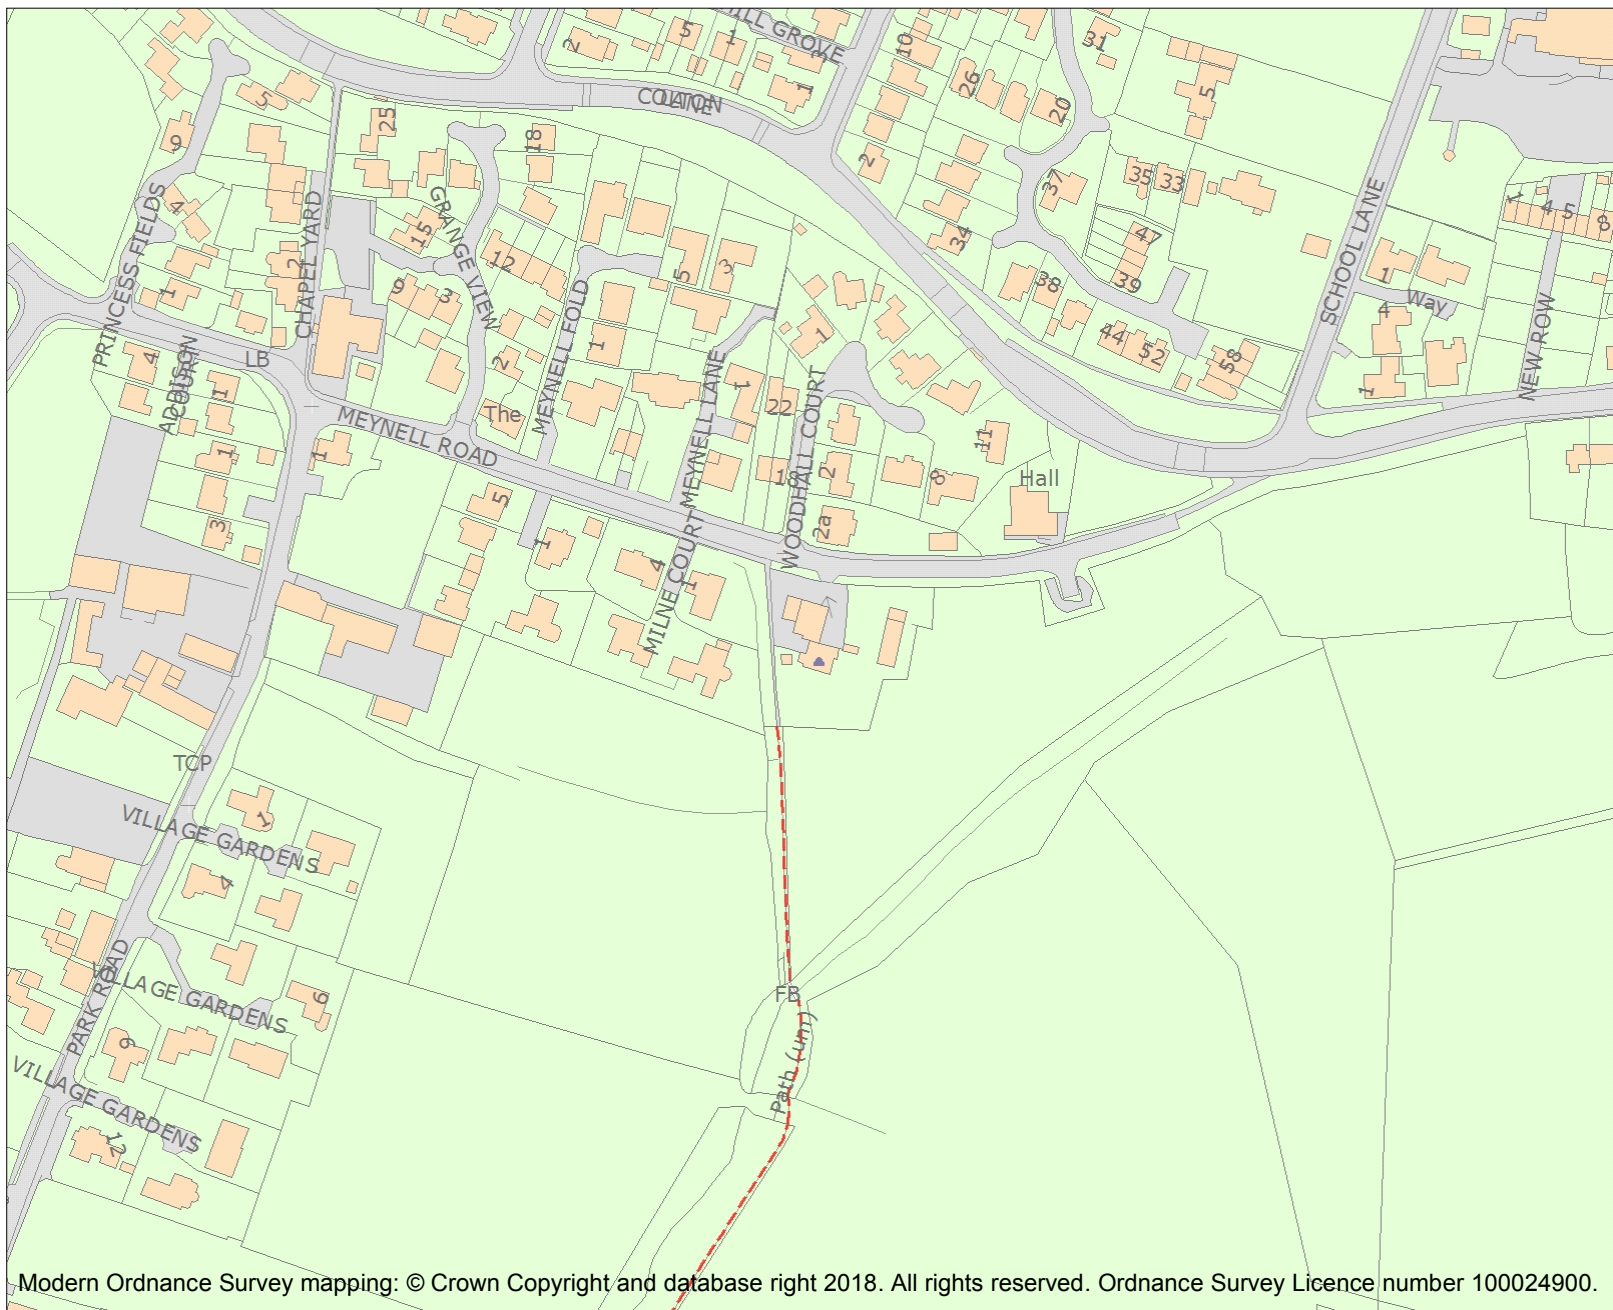 HILL GROVE
2
5
1
3
1
10
26
31
20
5
COLTON
LANE
5
9
25
18
2
37
35
33
1
4
5
8
PRINCESS FIELDS
4
CHAPEL YARD
2
GRANGE VIEW
15
12
5
3
34
47
39
38
SCHOOL LANE
1
Way
4
1
9
3
44
52
58
NEW ROW
1
LB
4
ADDISON
COURT
1
2
MEYNELL FOLD
1
MEYNELL LANE
1
22
1
The
MEYNELL ROAD
1
1
WOODHALL COURT
18
2
11
8
Hall
2a
3
5
1
4
1
MILNE COURT
TCP
VILLAGE GARDENS
1
4
PARK ROAD
VILLAGE GARDENS
6
9
FB
Path (um)
VILLAGE GARDENS
12
Modern Ordnance Survey mapping: © Crown Copyright and database right 2018. All rights reserved. Ordnance Survey Licence number 100024900.